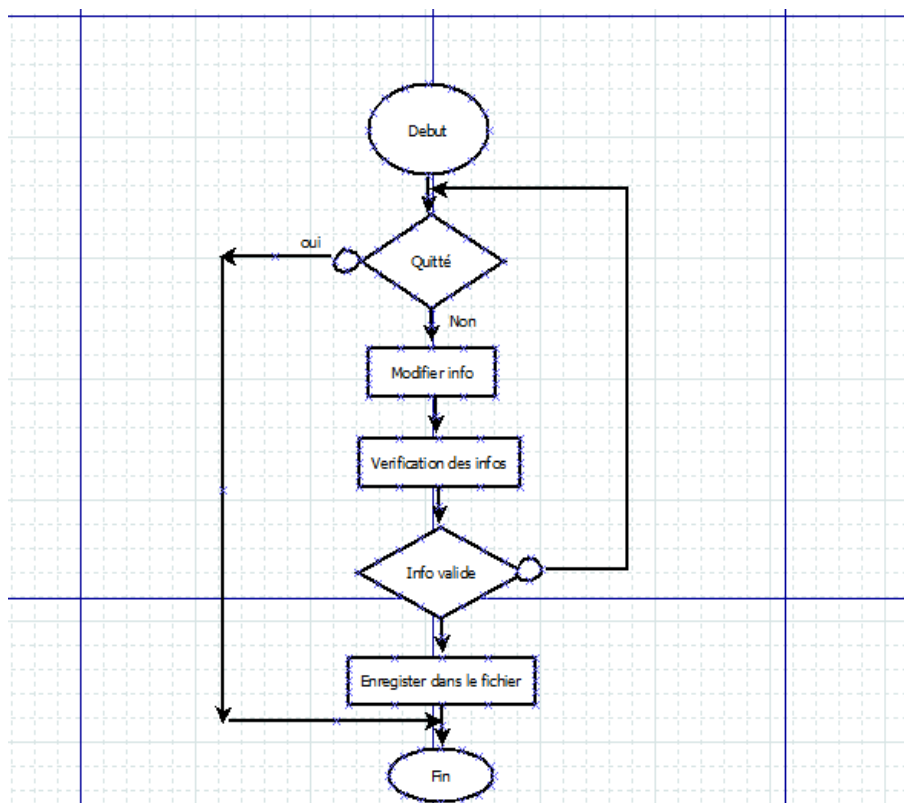 Debut
oui
Quitté
Non
Modifier info
Verification des infos
Info valide
Enregister dans le fichier
Fin